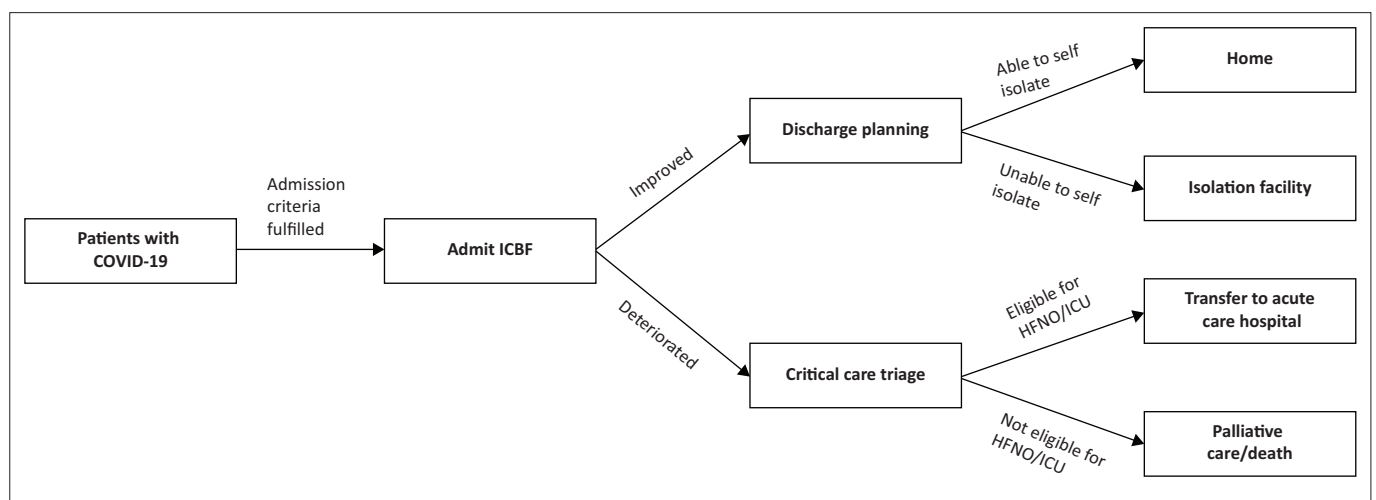 Patients with
COVID-19
Admission
criteria
fulfilled
Admit ICBF
Improved
Deteriorated
Discharge planning
Able to self
isolate
Unable to self
isolate
Home
Isolation facility
Critical care triage
Eligible for
HFNO/ICU
Not eligible for
HFNO/ICU
Transfer to acute
care hospital
Palliative
care/death